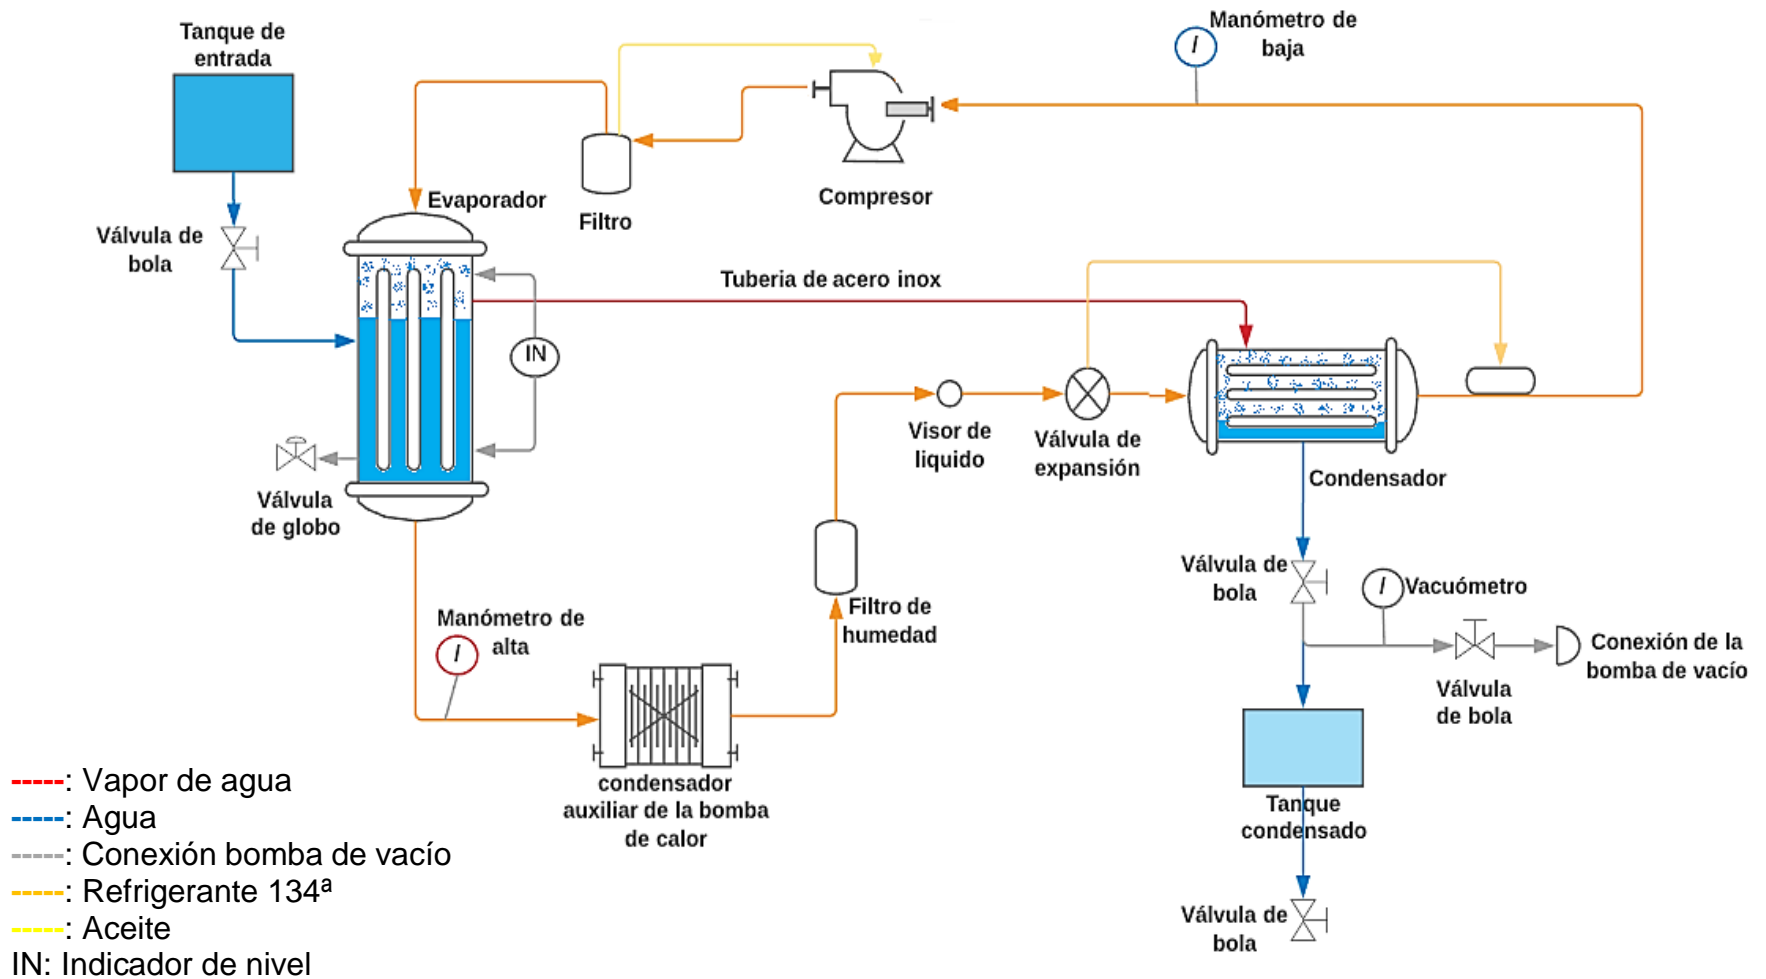 Tanque de
entrada
Manómetro de
baja
I
Compresor
Evaporador
Filtro
Válvula de
bola
Tuberia de acero inox
IN
Visor de
liquido
Válvula de
expansión
Condensador
Válvula
de globo
Válvula de
bola
I
Vacuómetro
Filtro de
humedad
Manómetro de
alta
I
Conexión de la
bomba de vacío
Válvula
de bola
condensador
auxiliar de la bomba
de calor
Tanque
condensado
Válvula de
bola
-----: Vapor de agua
-----: Agua
-----: Conexión bomba de vacío
-----: Refrigerante 134ª
-----: Aceite
IN: Indicador de nivel